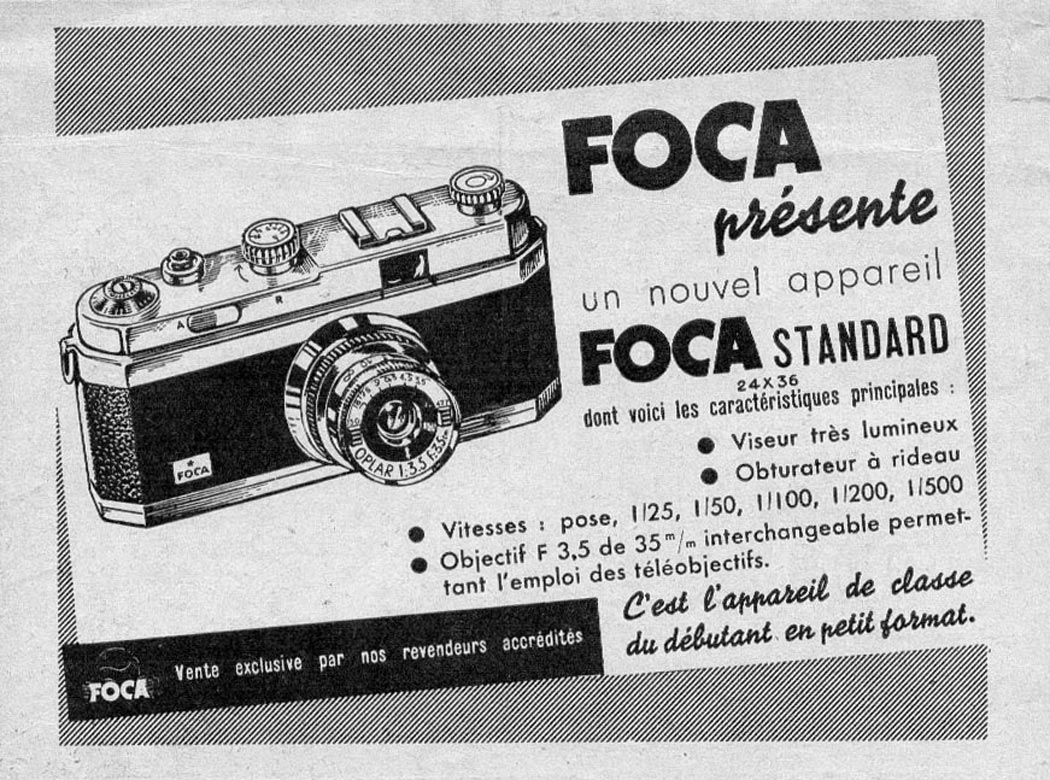 FOCA
présente
un nouvel appareil
FOCA STANDARD
24X36
dont voici les caractéristiques principales :
● Viseur très lumineux
● Obturateur à rideau
● Vitesses : pose, 1/25, 1/50, 1/100, 1/200, 1/500
● Objectif F 3,5 de 35 m/m interchangeable permet-
tant l'emploi des téléobjectifs.
C'est l'appareil de classe
du débutant en petit format.
A
R
OPLAR 1:3,5 F:3,5
FOCA
FOCA
Vente exclusive par nos revendeurs accrédités